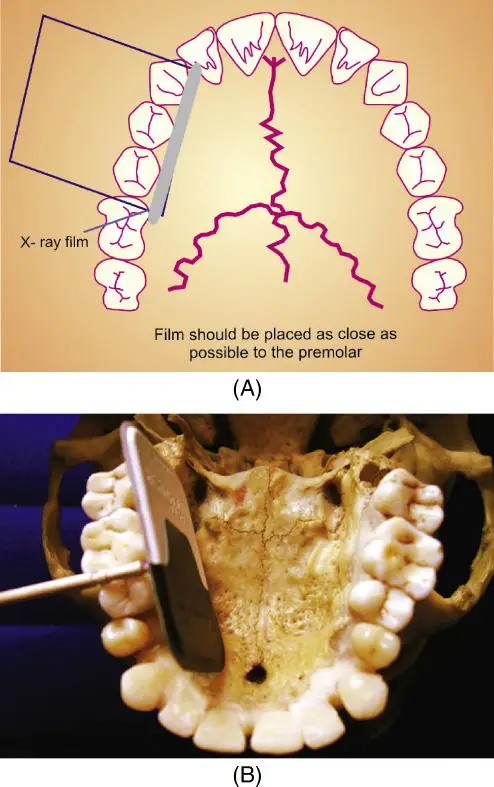 X- ray film
Film should be placed as close as
possible to the premolar
(A)
(B)